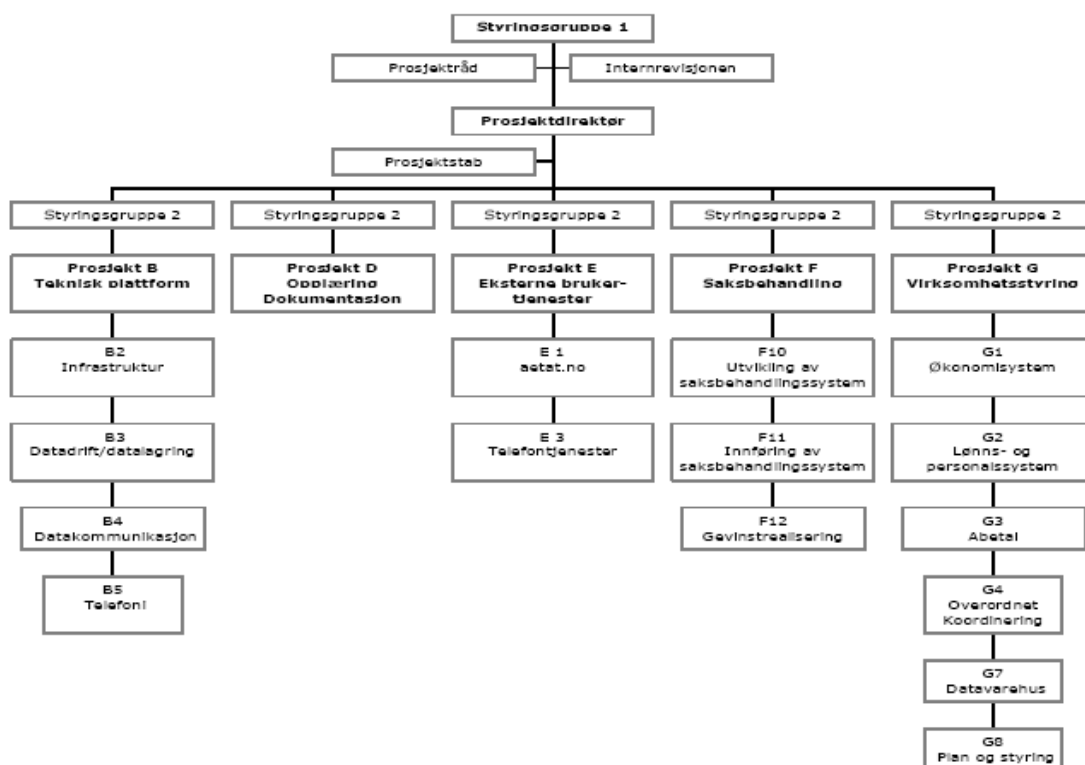 Styringsgruppe 1
Prosjektråd
Internrevisjonen
Prosjektdirektør
Prosjektstab
Styringsgruppe 2
Styringsgruppe 2
Styringsgruppe 2
Styringsgruppe 2
Styringsgruppe 2
Prosjekt B
Teknisk plattform
Prosjekt D
Opplæring
Dokumentasjon
Prosjekt E
Eksterne bruker-
tjenester
Prosjekt F
Saksbehandling
Prosjekt G
Virksomhetsstyring
B2
Infrastruktur
E 1
aetat.no
F10
Utvikling av
saksbehandlingssystem
G1
Økonomisystem
B3
Datadrift/datalagring
E 3
Telefontjenester
F11
Innføring av
saksbehandlingssystem
G2
Lønns- og
personalsystem
B4
Datakommunikasjon
F12
Gevinstrealisering
G3
Abetal
B5
Telefoni
G4
Overordnet
Koordinering
G7
Datavarehus
G8
Plan og styring